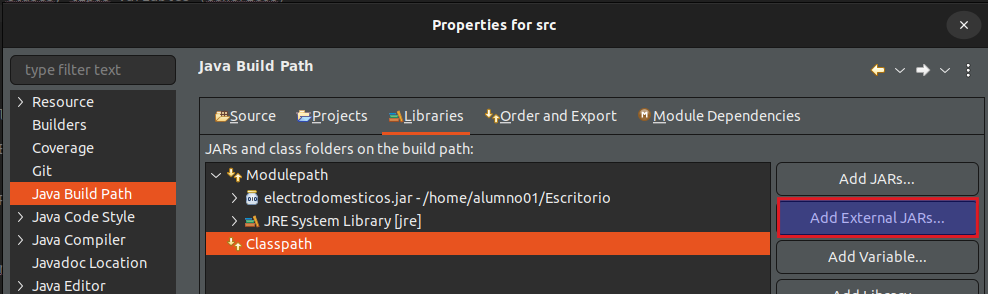 Properties for src
type filter text
Java Build Path
Resource
Builders
Coverage
Git
Java Build Path
Java Code Style
Java Compiler
Javadoc Location
Java Editor
Source Projects Libraries Order and Export Module Dependencies
JARs and class folders on the build path:
Modulepath
electrodomesticos.jar - /home/alumno01/Escritorio
JRE System Library [jre]
Classpath
Add JARs...
Add External JARs...
Add Variable...
Add Library...